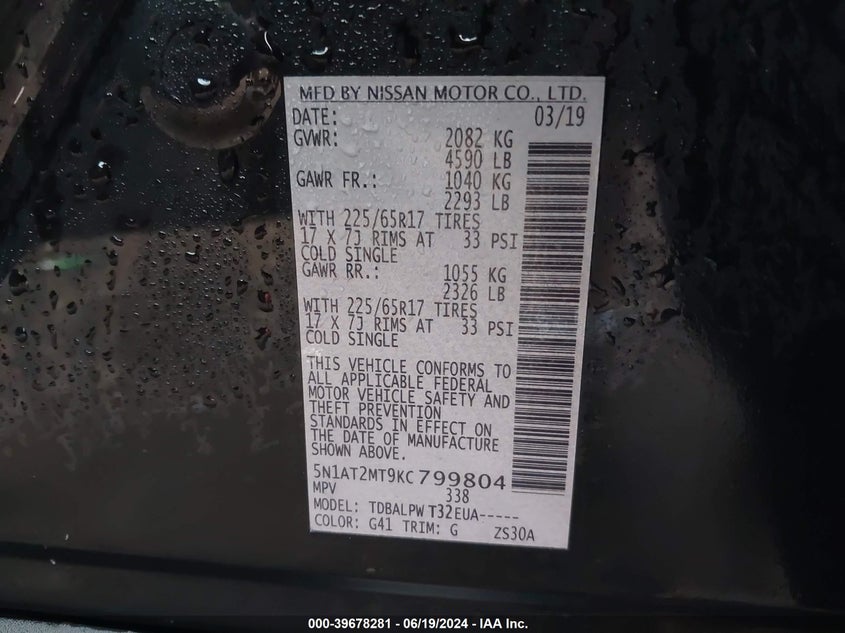 MFD BY NISSAN MOTOR CO., LTD.
DATE: 03/19
GVWR: 2082 KG
4590 LB
GAWR FR.: 1040 KG
2293 LB
WITH 225/65R17 TIRES
17 X 7J RIMS AT 33 PSI
COLD SINGLE
GAWR RR.: 1055 KG
2326 LB
WITH 225/65R17 TIRES
17 X 7J RIMS AT 33 PSI
COLD SINGLE
THIS VEHICLE CONFORMS TO
ALL APPLICABLE FEDERAL
MOTOR VEHICLE SAFETY AND
THEFT PREVENTION
STANDARDS IN EFFECT ON
THE DATE OF MANUFACTURE
SHOWN ABOVE.
5N1AT2MT9KC799804
MPV 338
MODEL: TDBALPW T32EUA-----
COLOR: G41 TRIM: G ZS30A
000-39678281 - 06/19/2024 - IAA Inc.